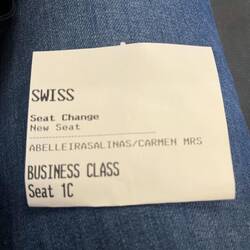 SWISS
Seat Change
New Seat
ABELLEIRASALINAS/CARMEN MRS
BUSINESS CLASS
Seat 1C